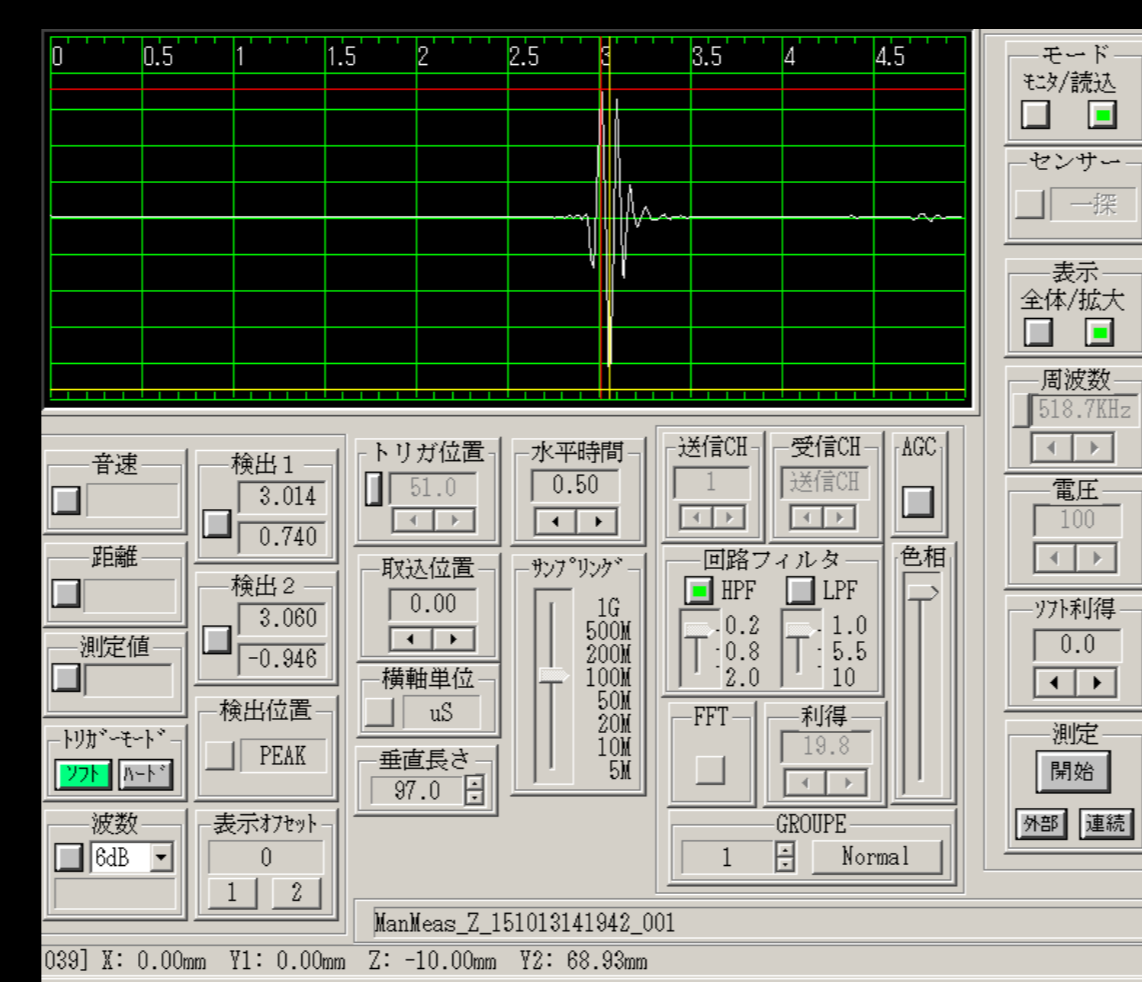 0 0.5 1 1.5 2 2.5 3 3.5 4 4.5
モード
ﾓﾆﾀ/読込
センサー
一探
表示
全体/拡大
周波数
518.7KHz
電圧
100
ｿﾌﾄ利得
0.0
測定
開始
外部 連続
音速
距離
測定値
ﾄﾘｶﾞｰﾓｰﾄﾞ
ｿﾌﾄ ﾊｰﾄﾞ
波数
6dB
検出1
3.014
0.740
検出2
3.060
-0.946
検出位置
PEAK
表示ｵﾌｾｯﾄ
0
1 2
トリガ位置
51.0
取込位置
0.00
横軸単位
uS
垂直長さ
97.0
水平時間
0.50
ｻﾝﾌﾟﾘﾝｸﾞ
1G
500M
200M
100M
50M
20M
10M
5M
送信CH
1
受信CH
送信CH
AGC
回路フィルタ
HPF LPF
0.2 1.0
0.8 5.5
2.0 10
色相
FFT
利得
19.8
GROUPE
1 Normal
ManMeas_Z_151013141942_001
039] X: 0.00mm Y1: 0.00mm Z: -10.00mm Y2: 68.93mm